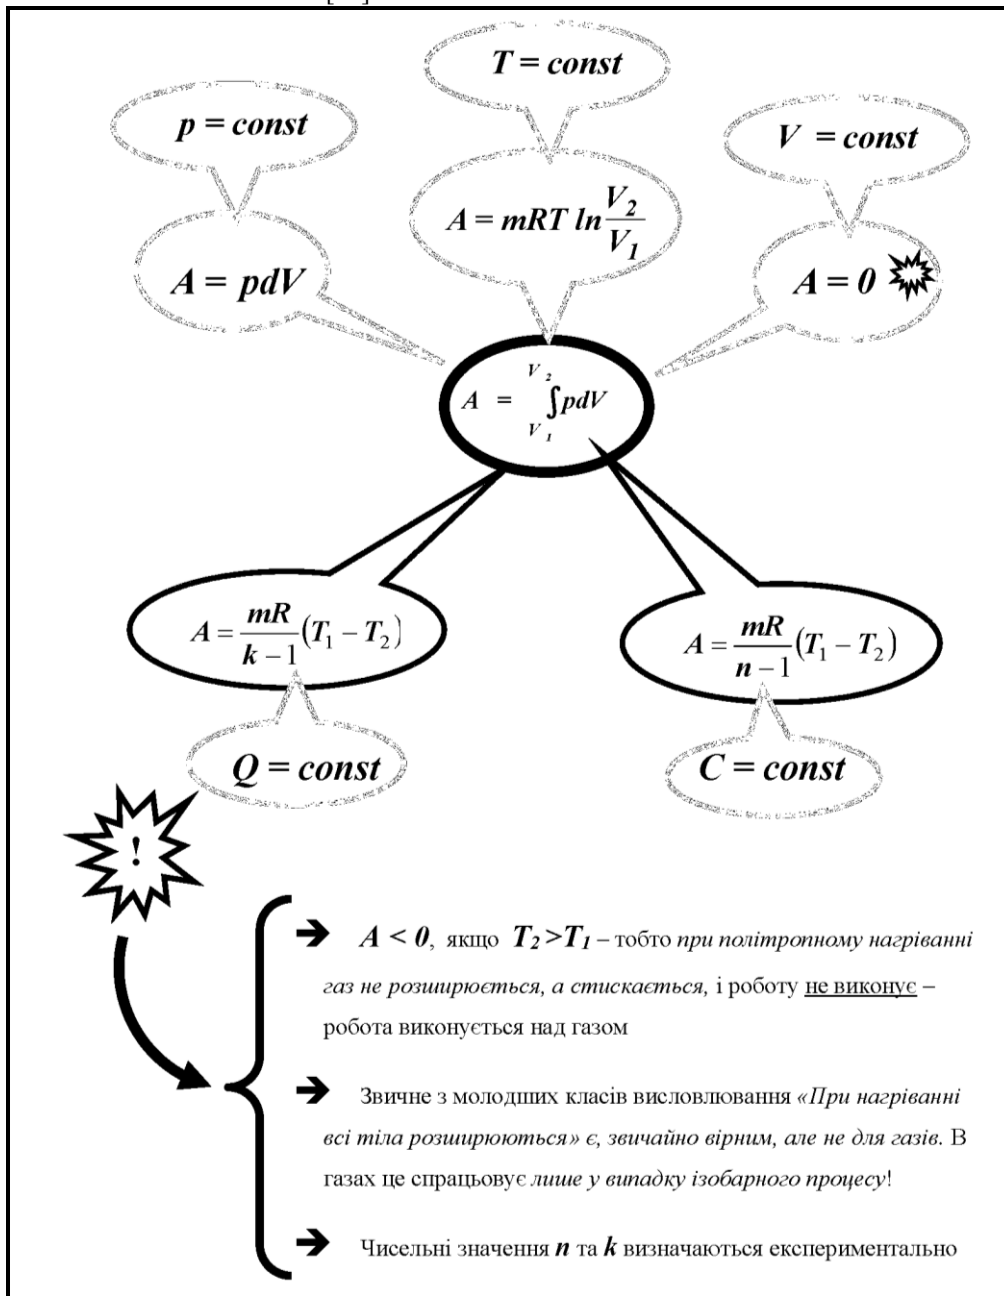 T = const
p = const
V = const
A = mRT ln V₂/V₁
A = pdV
A = 0
A = ∫pdV V₂ V₁
A = mR/(k − 1) (T₁ − T₂)
A = mR/(n − 1) (T₁ − T₂)
Q = const
C = const
!
➔ A < 0, якщо T₂ >T₁ – тобто при політропному нагріванні
газ не розширюється, а стискається, і роботу не виконує –
робота виконується над газом
➔ Звичне з молодших класів висловлювання «При нагріванні
всі тіла розширюються» є, звичайно вірним, але не для газів. В
газах це спрацьовує лише у випадку ізобарного процесу!
➔ Чисельні значення n та k визначаються експериментально